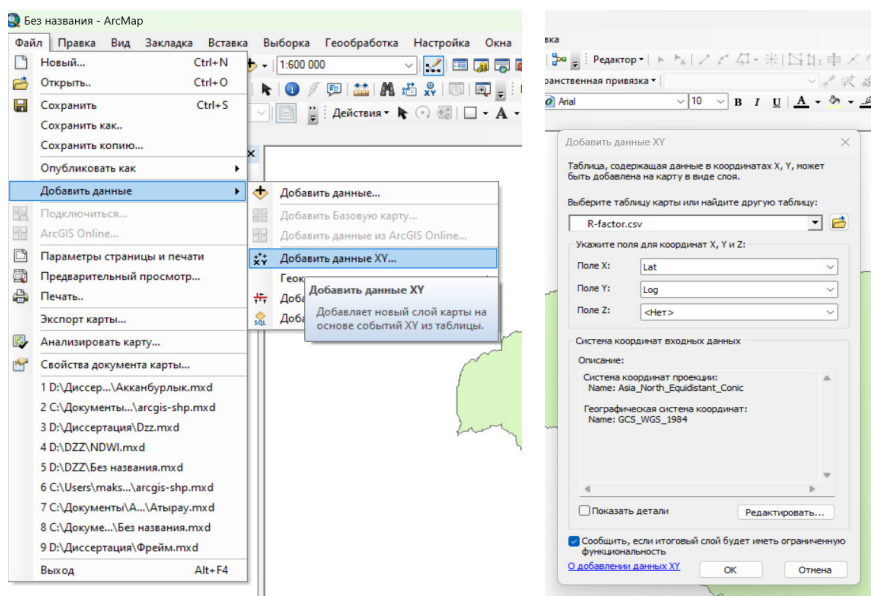 Без названия - ArcMap
Файл Правка Вид Закладка Вставка Выборка Геообработка Настройка Окна
Новый... Ctrl+N
1:600 000
Открыть.. Ctrl+O
Сохранить Ctrl+S
Действия
Сохранить как..
Сохранить копию...
Опубликовать как
Добавить данные
Подключиться...
ArcGIS Online...
Параметры страницы и печати
Предварительный просмотр...
Печать..
Экспорт карты...
Анализировать карту...
Свойства документа карты...
1 D:\Диссер...\Акканбурлык.mxd
2 C:\Документы...\arcgis-shp.mxd
3 D:\Диссертация\Dzz.mxd
4 D:\DZZ\NDWI.mxd
5 D:\DZZ\Без названия.mxd
6 C:\Users\maks...\arcgis-shp.mxd
7 C:\Документы\А...\Атырау.mxd
8 C:\Докуме...\Без названия.mxd
9 D:\Диссертация\Фрейм.mxd
Выход Alt+F4
Добавить данные...
Добавить Базовую карту...
Добавить данные из ArcGIS Online...
Добавить данные XY...
Геок
Доба
Доба
Добавить данные XY
Добавляет новый слой карты на
основе событий XY из таблицы.
вка
Редактор
ранственная привязка
Arial 10 B I U A
Добавить данные XY
Таблица, содержащая данные в координатах X, Y, может
быть добавлена на карту в виде слоя.
Выберите таблицу карты или найдите другую таблицу:
R-factor.csv
Укажите поля для координат X, Y и Z:
Поле X: Lat
Поле Y: Log
Поле Z: <Нет>
Система координат входных данных
Описание:
Система координат проекции:
Name: Asia_North_Equidistant_Conic
Географическая система координат:
Name: GCS_WGS_1984
Показать детали Редактировать...
Сообщить, если итоговый слой будет иметь ограниченную
функциональность
О добавлении данных XY OK Отмена